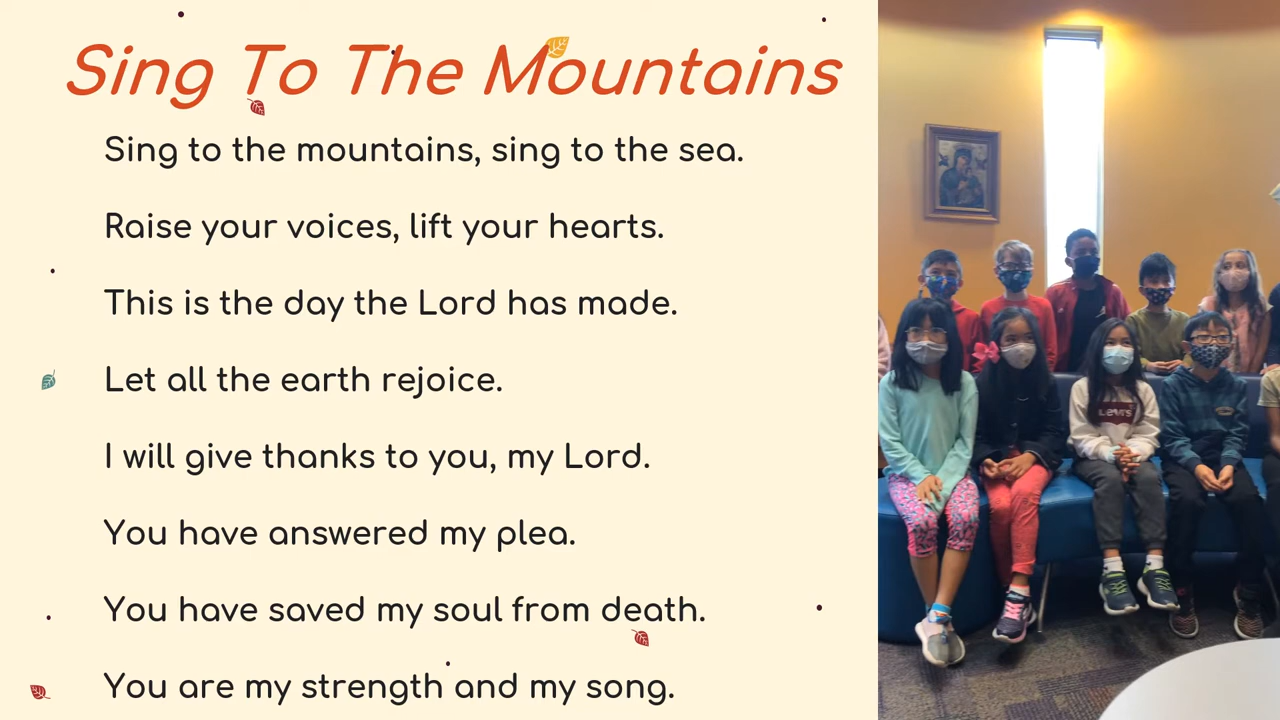 Sing To The Mountains
Sing to the mountains, sing to the sea.
Raise your voices, lift your hearts.
This is the day the Lord has made.
Let all the earth rejoice.
I will give thanks to you, my Lord.
You have answered my plea.
You have saved my soul from death.
You are my strength and my song.
Levi's